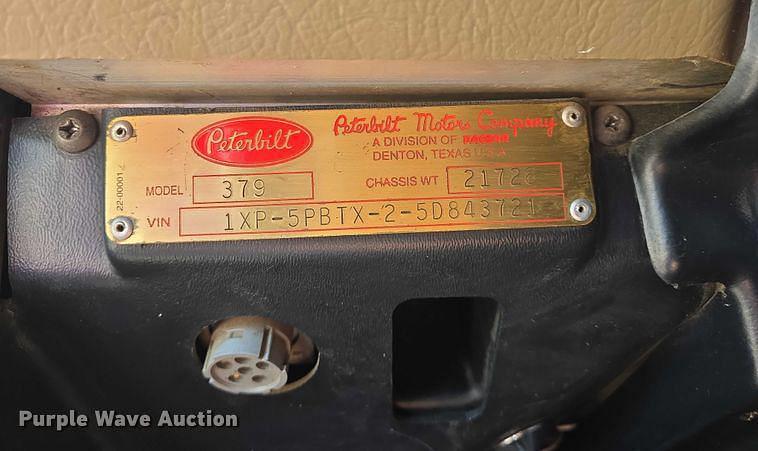 Peterbilt
Peterbilt Motors Company
A DIVISION OF PACCAR
DENTON, TEXAS U.S.A
MODEL 379
CHASSIS WT
22-00001
VIN 1XP-5PBTX-2-5D843721
Purple Wave Auction